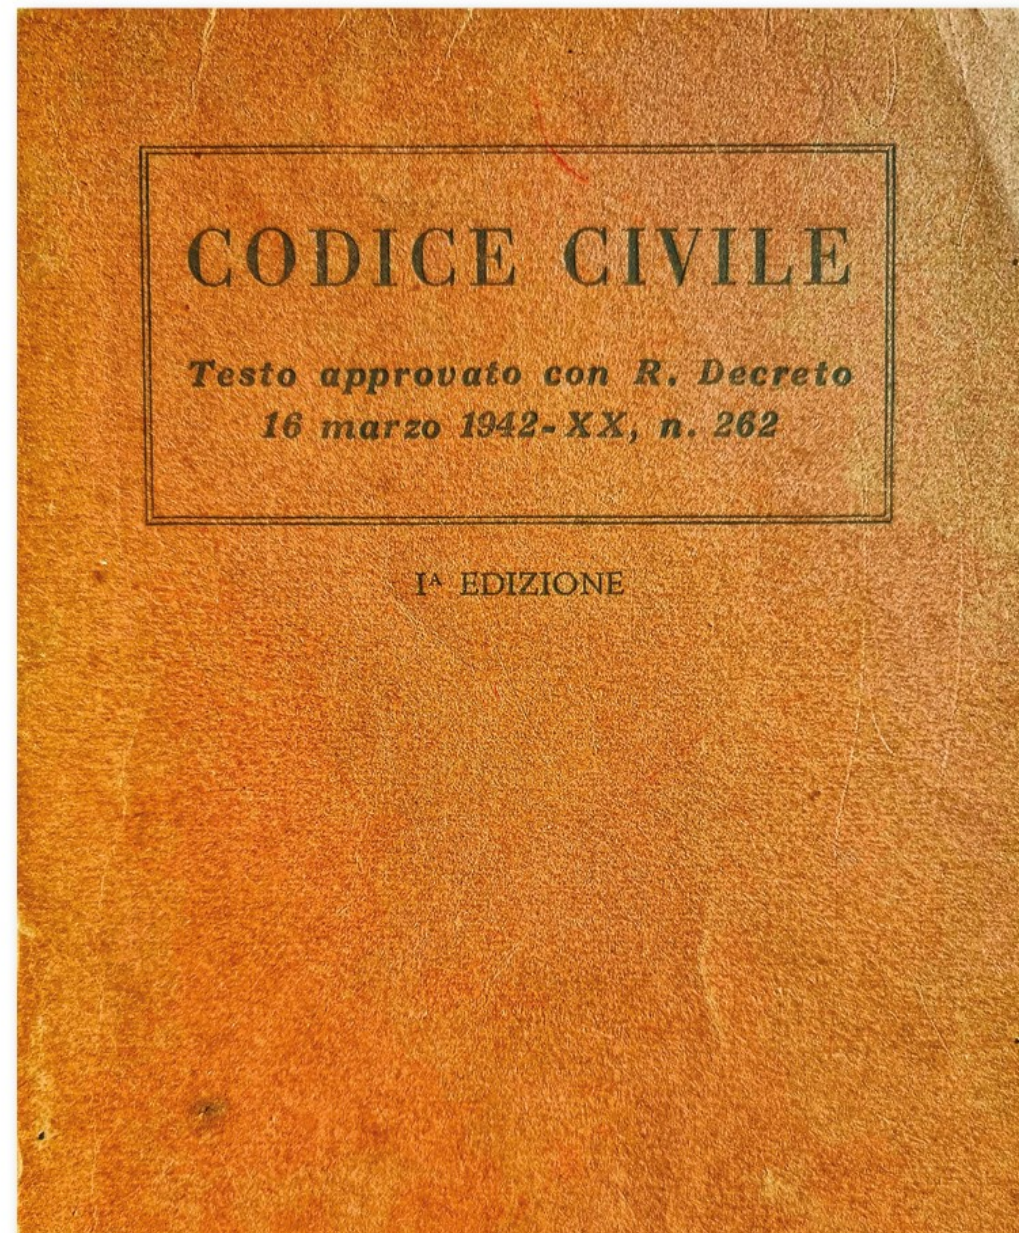 CODICE CIVILE
Testo approvato con R. Decreto
16 marzo 1942-XX, n. 262
Iᴬ EDIZIONE